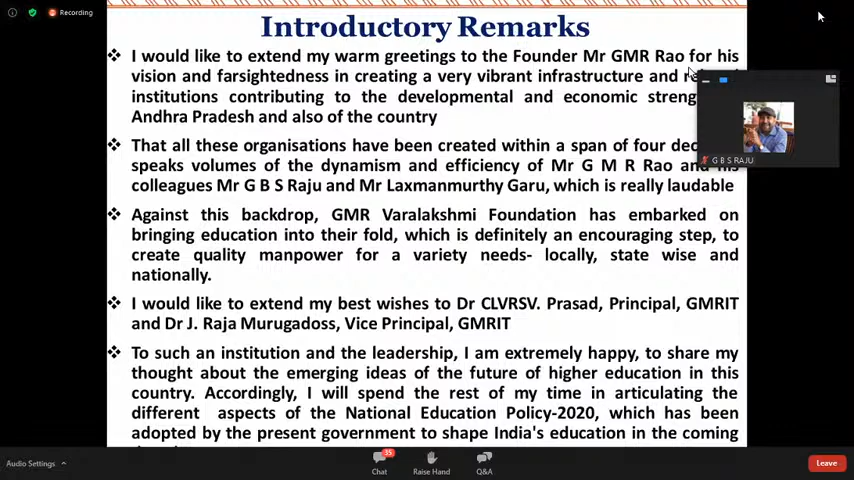 Recording
Introductory Remarks
❖ I would like to extend my warm greetings to the Founder Mr GMR Rao for his
vision and farsightedness in creating a very vibrant infrastructure and
institutions contributing to the developmental and economic
Andhra Pradesh and also of the country
❖ That all these organisations have been created within a span of four
speaks volumes of the dynamism and efficiency of Mr G M R Rao and his
colleagues Mr G B S Raju and Mr Laxmanmurthy Garu, which is really laudable
❖ Against this backdrop, GMR Varalakshmi Foundation has embarked on
bringing education into their fold, which is definitely an encouraging step, to
create quality manpower for a variety needs- locally, state wise and
nationally.
❖ I would like to extend my best wishes to Dr CLVRSV. Prasad, Principal, GMRIT
and Dr J. Raja Murugadoss, Vice Principal, GMRIT
❖ To such an institution and the leadership, I am extremely happy, to share my
thought about the emerging ideas of the future of higher education in this
country. Accordingly, I will spend the rest of my time in articulating the
different aspects of the National Education Policy-2020, which has been
adopted by the present government to shape India's education in the coming
G B S RAJU
Audio Settings
35
Chat
Raise Hand
Q&A
Leave